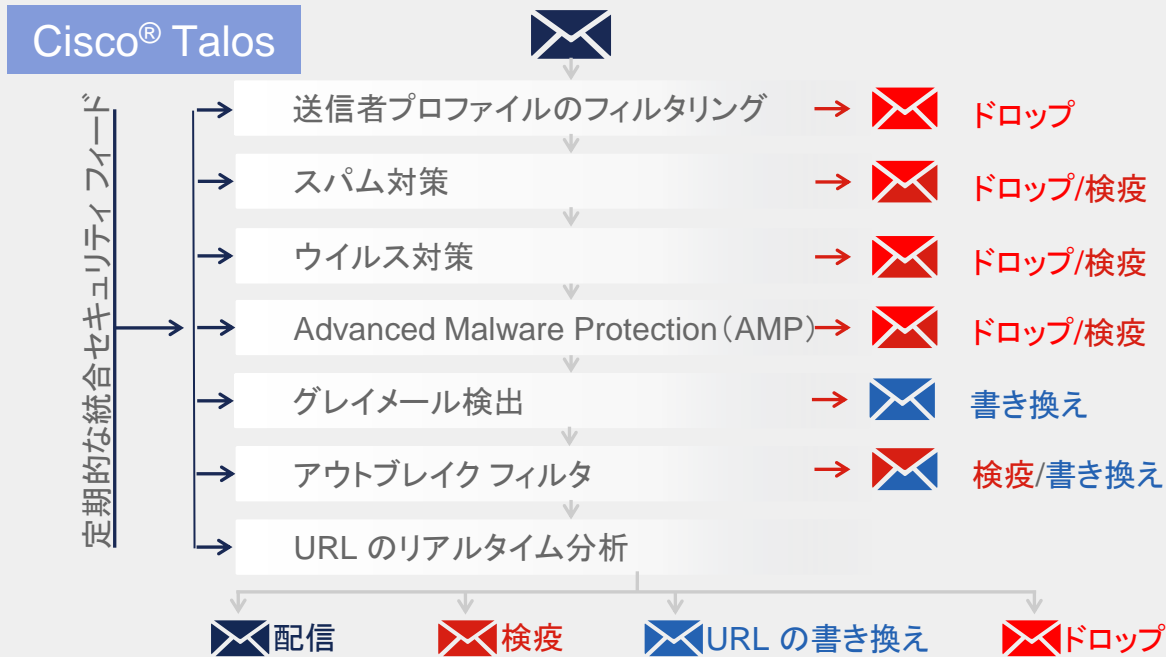 Cisco® Talos
定期的な統合セキュリティ フィード
送信者プロファイルのフィルタリング
ドロップ
スパム対策
ドロップ/検疫
ウイルス対策
ドロップ/検疫
Advanced Malware Protection（AMP）
ドロップ/検疫
グレイメール検出
書き換え
アウトブレイク フィルタ
検疫/書き換え
URL のリアルタイム分析
配信
検疫
URL の書き換え
ドロップ